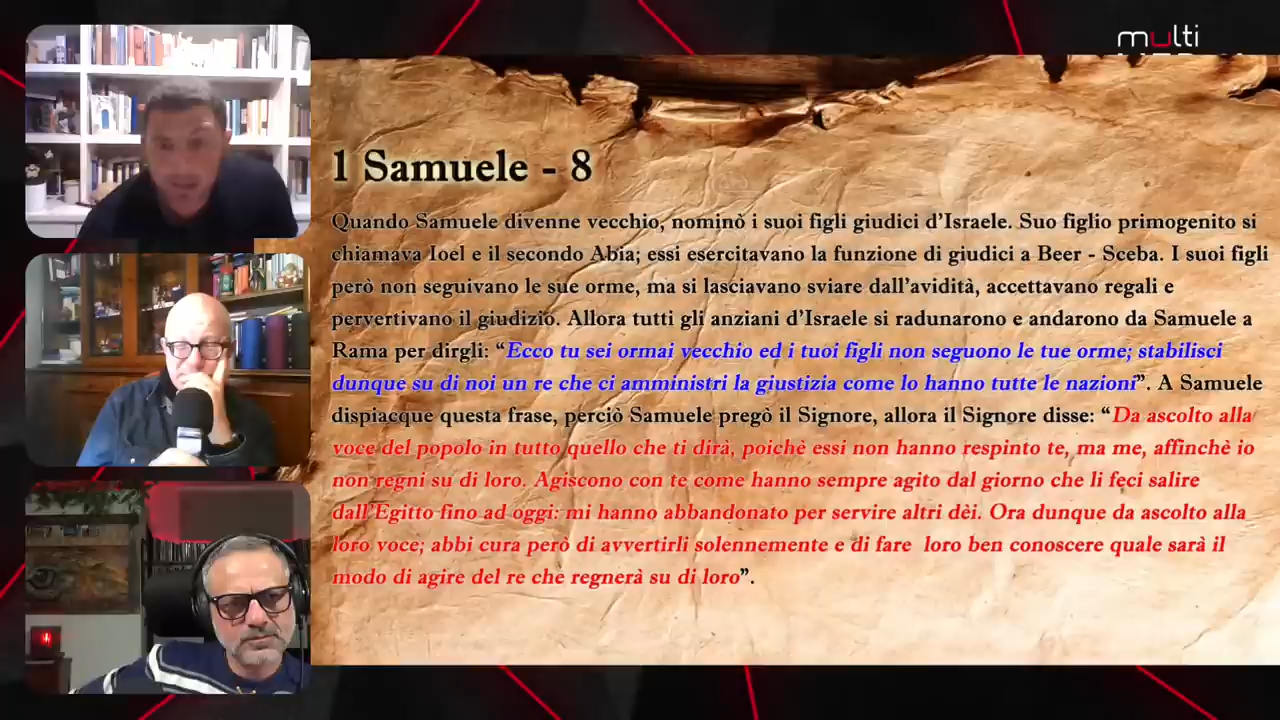 multi
1 Samuele - 8
Quando Samuele divenne vecchio, nominò i suoi figli giudici d'Israele. Suo figlio primogenito si
chiamava Ioel e il secondo Abia; essi esercitavano la funzione di giudici a Beer - Sceba. I suoi figli
però non seguivano le sue orme, ma si lasciavano sviare dall'avidità, accettavano regali e
pervertivano il giudizio. Allora tutti gli anziani d'Israele si radunarono e andarono da Samuele a
Rama per dirgli: “Ecco tu sei ormai vecchio ed i tuoi figli non seguono le tue orme; stabilisci
dunque su di noi un re che ci amministri la giustizia come lo hanno tutte le nazioni”. A Samuele
dispiacque questa frase, perciò Samuele pregò il Signore, allora il Signore disse: “Da ascolto alla
voce del popolo in tutto quello che ti dirà, poichè essi non hanno respinto te, ma me, affinchè io
non regni su di loro. Agiscono con te come hanno sempre agito dal giorno che li feci salire
dall'Egitto fino ad oggi: mi hanno abbandonato per servire altri dèi. Ora dunque da ascolto alla
loro voce; abbi cura però di avvertirli solennemente e di fare loro ben conoscere quale sarà il
modo di agire del re che regnerà su di loro”.